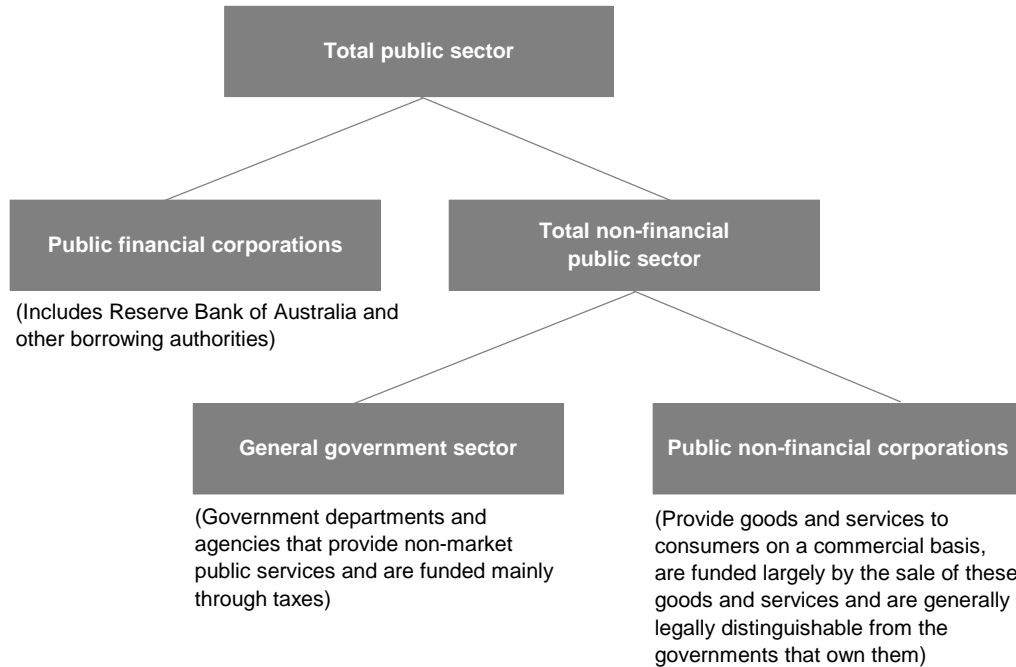 Total public sector
Public financial corporations
Total non-financial
public sector
(Includes Reserve Bank of Australia and
other borrowing authorities)
General government sector
Public non-financial corporations
(Government departments and
agencies that provide non-market
public services and are funded mainly
through taxes)
(Provide goods and services to
consumers on a commercial basis,
are funded largely by the sale of these
goods and services and are generally
legally distinguishable from the
governments that own them)